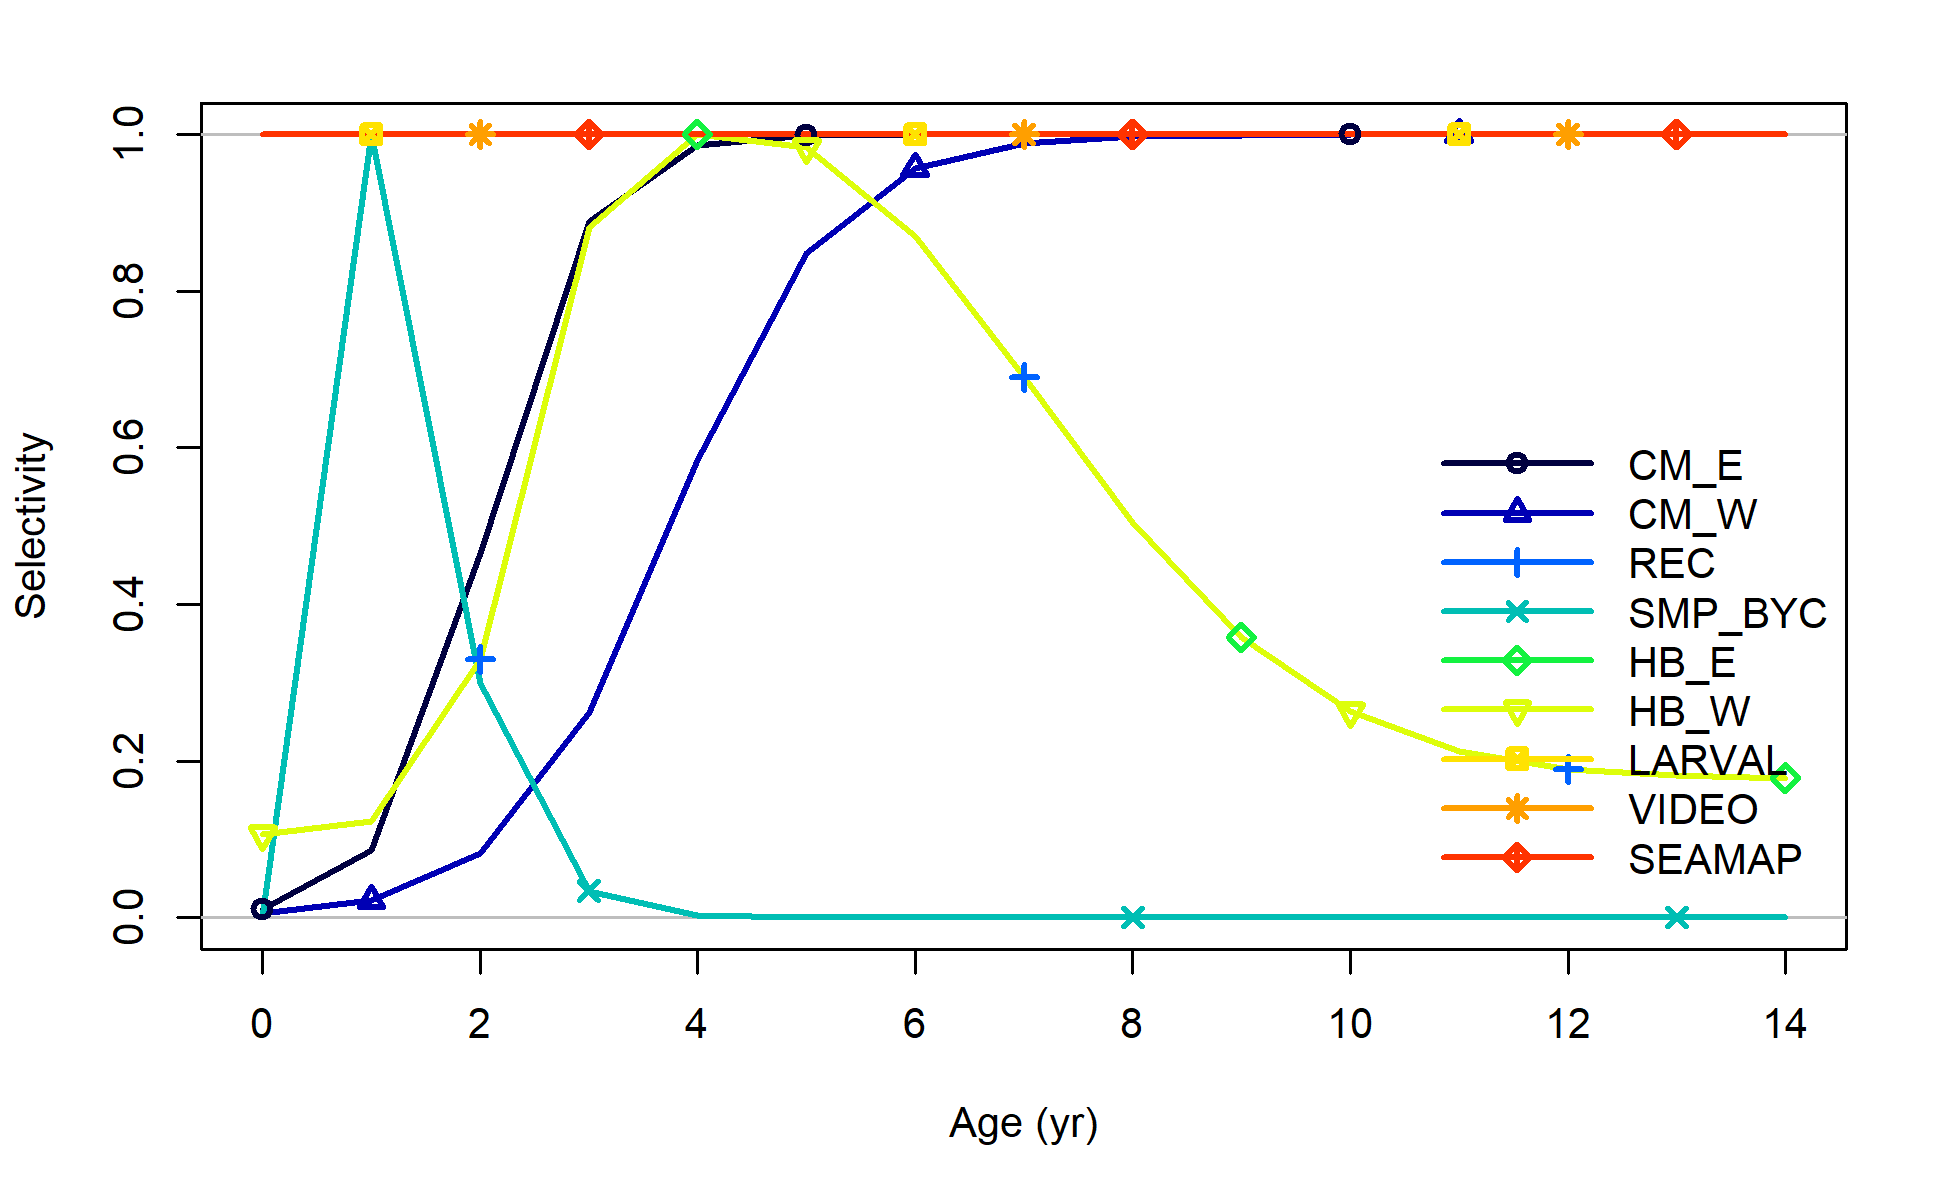 1.0
0.8
0.6
0.4
0.2
0.0
Selectivity
CM_E
CM_W
REC
SMP_BYC
HB_E
HB_W
LARVAL
VIDEO
SEAMAP
0 2 4 6 8 10 12 14
Age (yr)